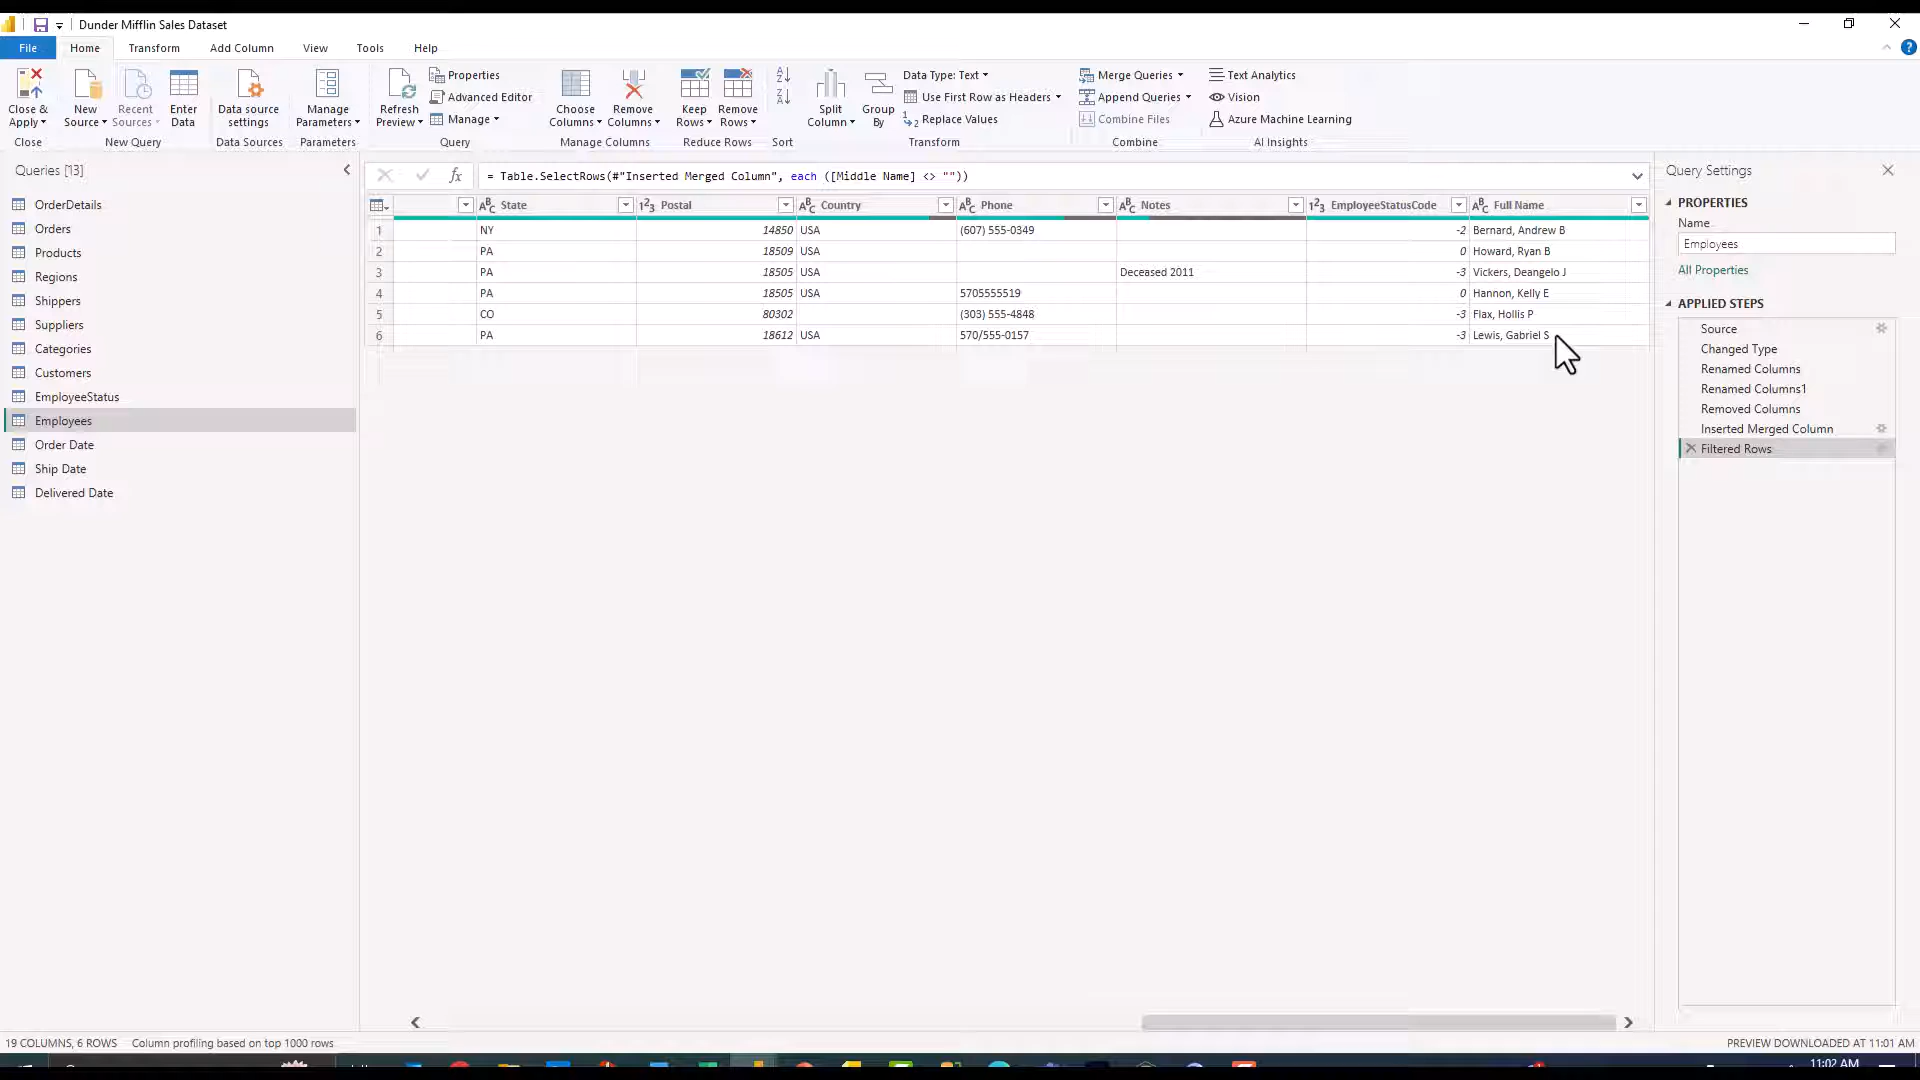 Dunder Mifflin Sales Dataset
File Home Transform Add Column View Tools Help
Close & Apply
New Source
Recent Sources
Enter Data
Data source settings
Manage Parameters
Refresh Preview
Properties
Advanced Editor
Manage
Choose Columns
Remove Columns
Keep Rows
Remove Rows
Split Column
Group By
Data Type: Text
Use First Row as Headers
Replace Values
Merge Queries
Append Queries
Combine Files
Text Analytics
Vision
Azure Machine Learning
Close New Query Data Sources Parameters Query Manage Columns Reduce Rows Sort Transform Combine AI Insights
Queries [13]
OrderDetails
Orders
Products
Regions
Shippers
Suppliers
Categories
Customers
EmployeeStatus
Employees
Order Date
Ship Date
Delivered Date
= Table.SelectRows(#"Inserted Merged Column", each ([Middle Name] <> ""))
State Postal Country Phone Notes EmployeeStatusCode Full Name
1 NY 14850 USA (607) 555-0349 -2 Bernard, Andrew B
2 PA 18509 USA 0 Howard, Ryan B
3 PA 18505 USA Deceased 2011 -3 Vickers, Deangelo J
4 PA 18505 USA 5705555519 0 Hannon, Kelly E
5 CO 80302 (303) 555-4848 -3 Flax, Hollis P
6 PA 18612 USA 570/555-0157 -3 Lewis, Gabriel S
Query Settings
PROPERTIES
Name
Employees
All Properties
APPLIED STEPS
Source
Changed Type
Renamed Columns
Renamed Columns1
Removed Columns
Inserted Merged Column
Filtered Rows
19 COLUMNS, 6 ROWS Column profiling based on top 1000 rows
PREVIEW DOWNLOADED AT 11:01 AM
11:02 AM